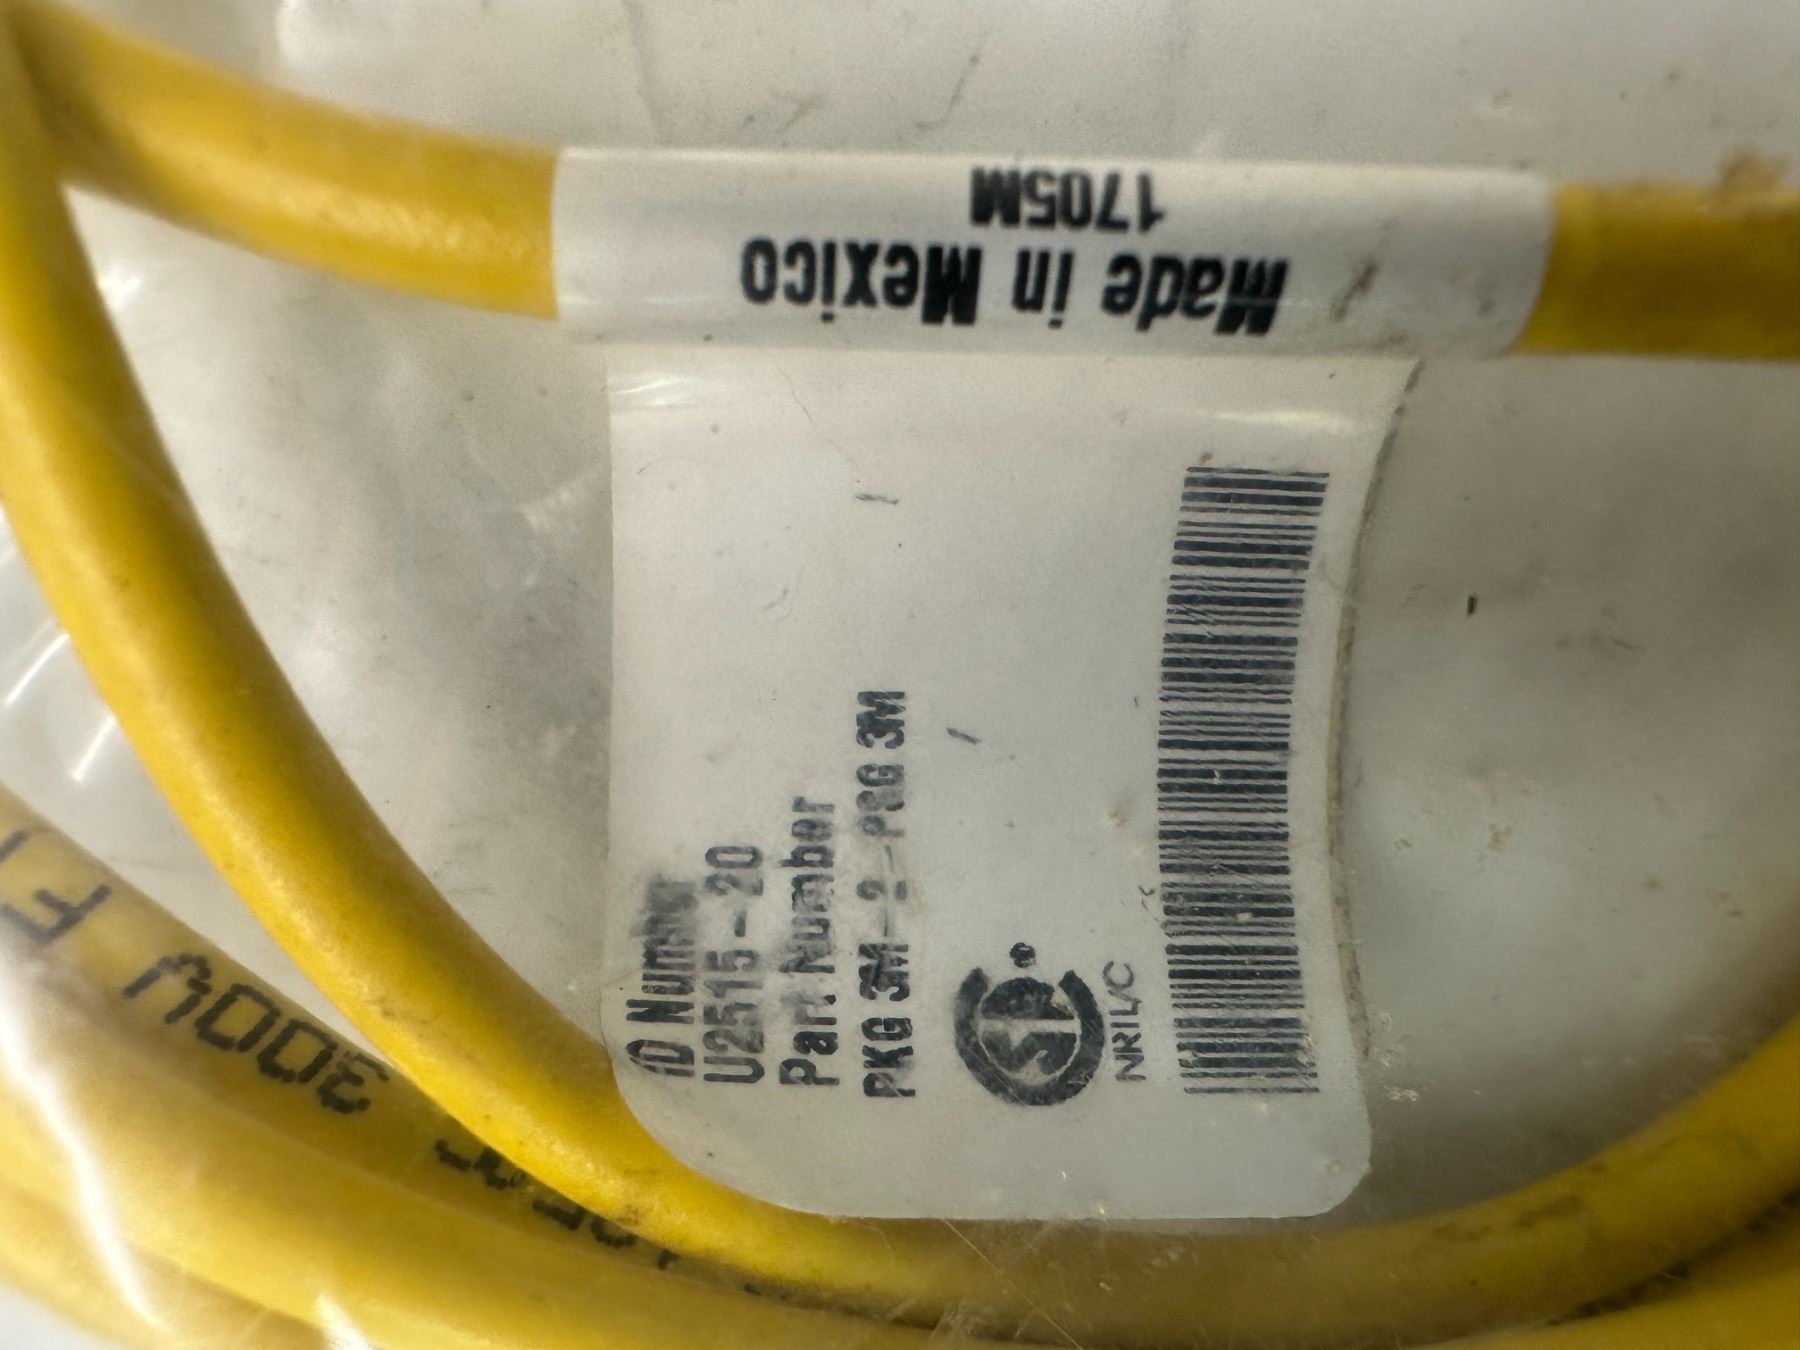 Made in Mexico
1705M
ID Number
U2515-20
Part Number
PKG 3M-2-PSG 3M
NRTL/C
300V